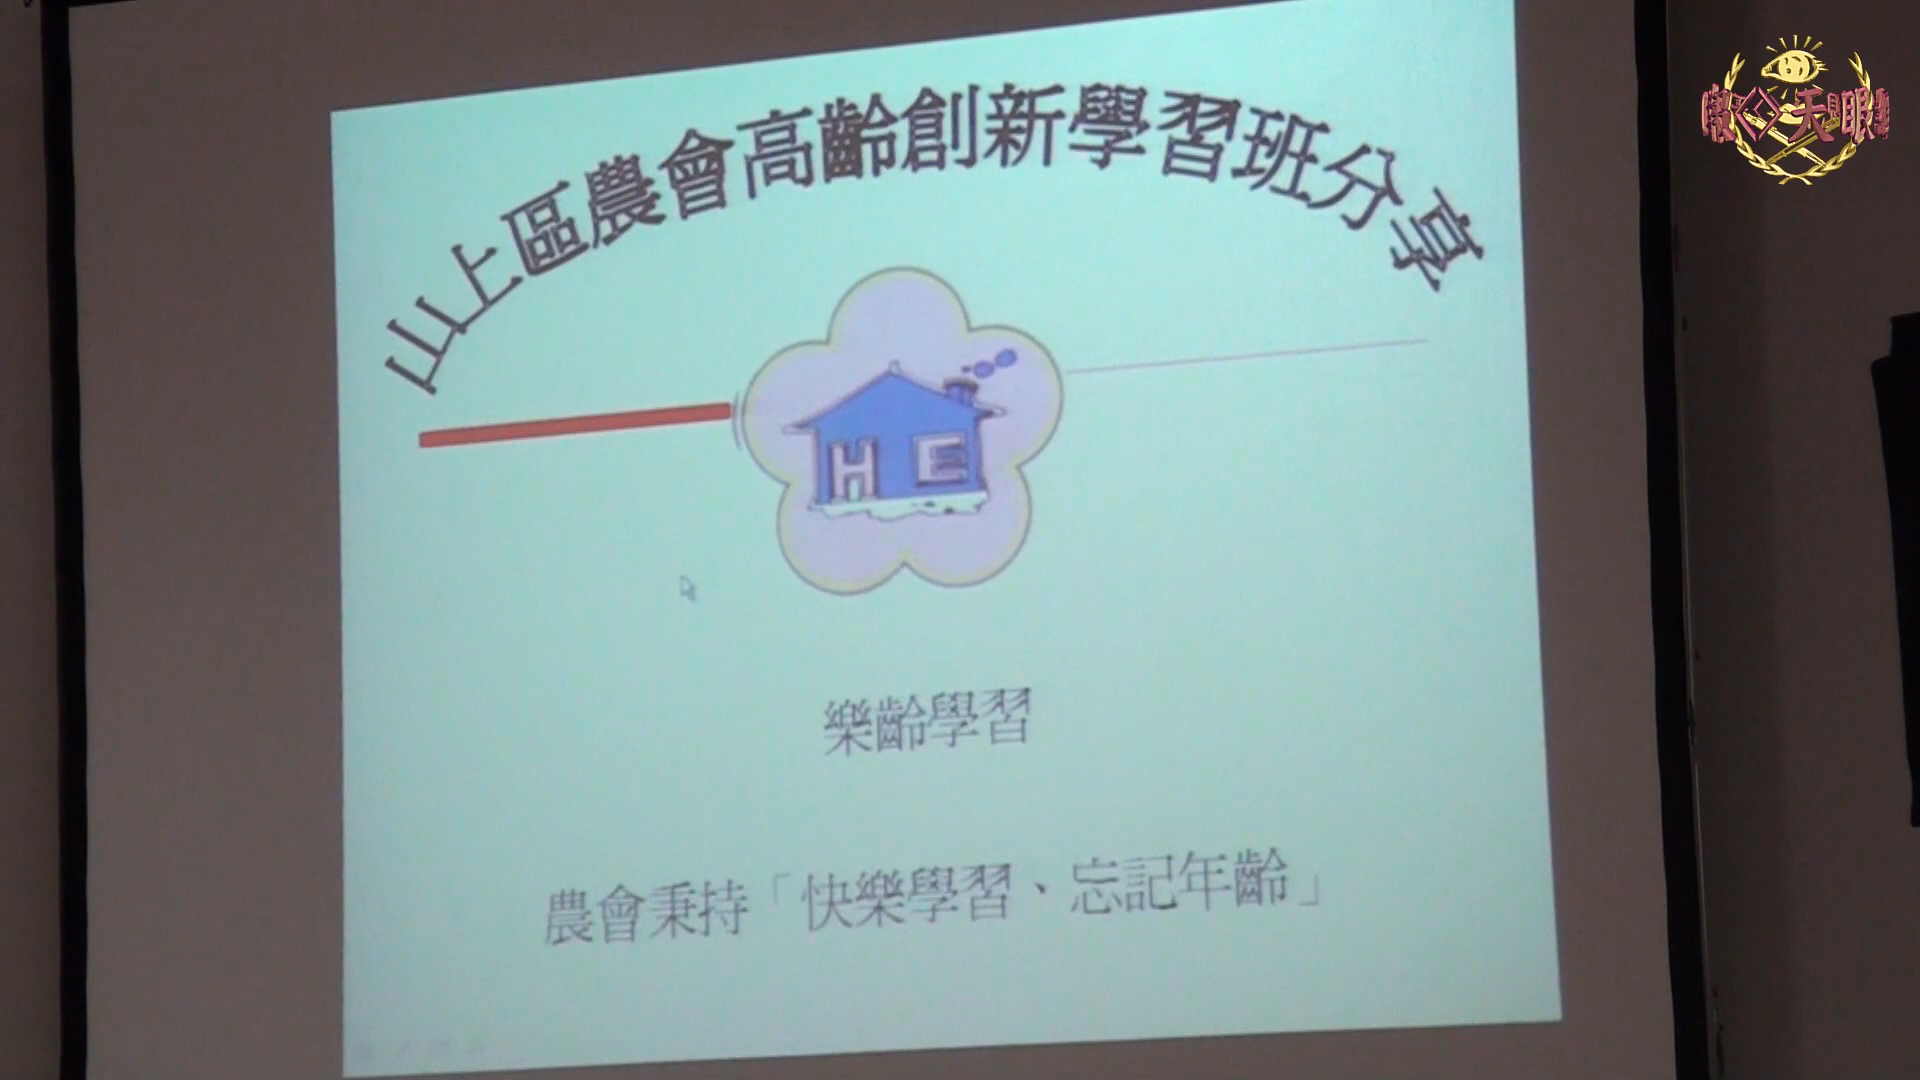 山上區農會高齡創新學習班分享
H E
樂齡學習
農會秉持「快樂學習、忘記年齡」